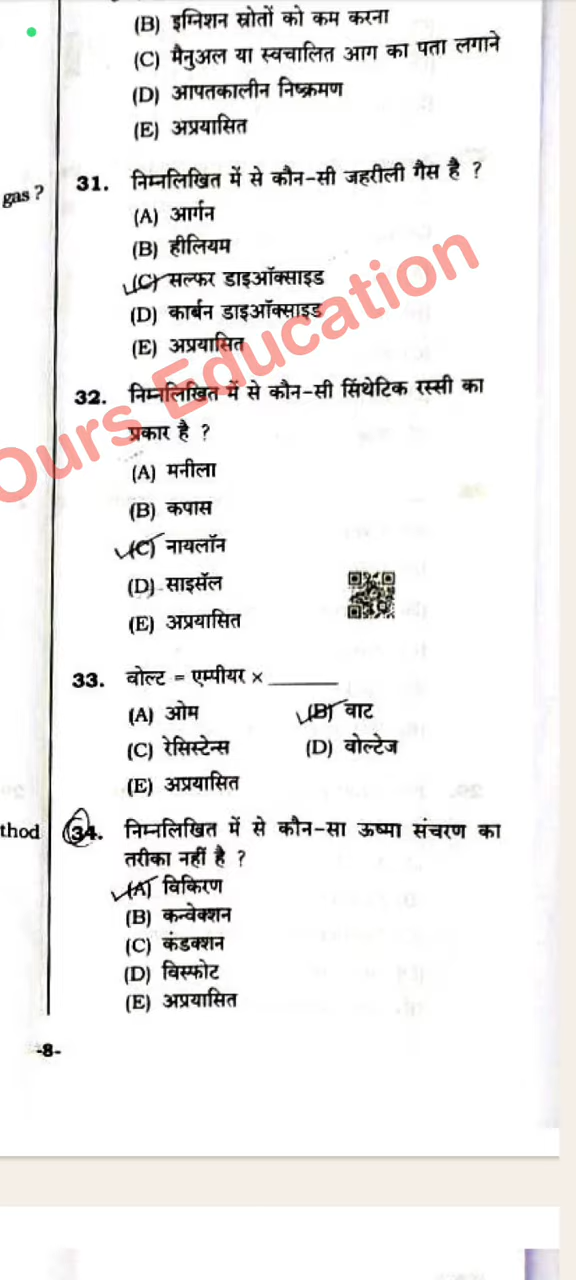 (B) इग्निशन स्रोतों को कम करना
(C) मैनुअल या स्वचालित आग का पता लगाने
(D) आपतकालीन निष्क्रमण
(E) अप्रयासित
gas ?
31. निम्नलिखित में से कौन-सी जहरीली गैस है ?
(A) आर्गन
(B) हीलियम
(C) सल्फर डाइऑक्साइड
(D) कार्बन डाइऑक्साइड
(E) अप्रयासित
Ours Education
32. निम्नलिखित में से कौन-सी सिंथेटिक रस्सी का
प्रकार है ?
(A) मनीला
(B) कपास
(C) नायलॉन
(D) साइसॅल
(E) अप्रयासित
33. वोल्ट = एम्पीयर × ______
(A) ओम (B) वाट
(C) रेसिस्टेन्स (D) वोल्टेज
(E) अप्रयासित
thod
34. निम्नलिखित में से कौन-सा ऊष्मा संचरण का
तरीका नहीं है ?
(A) विकिरण
(B) कन्वेक्शन
(C) कंडक्शन
(D) विस्फोट
(E) अप्रयासित
-8-